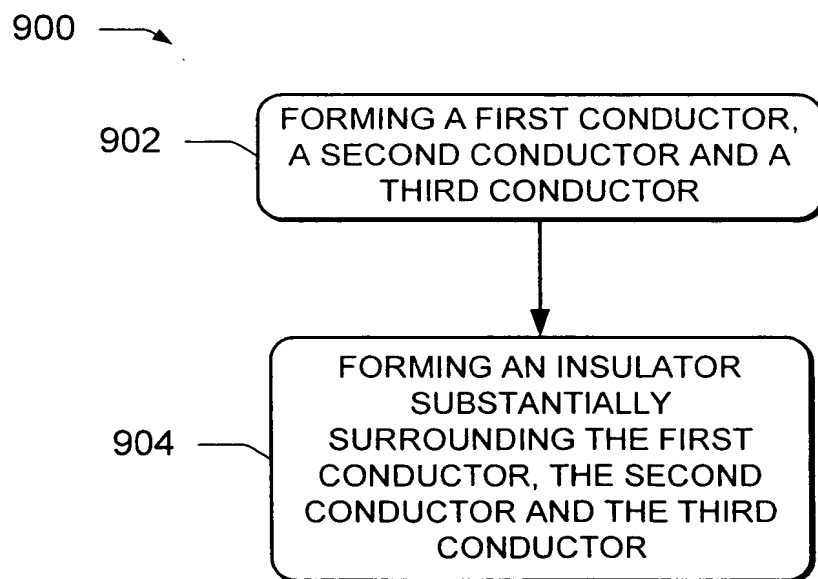 900
902
FORMING A FIRST CONDUCTOR,
A SECOND CONDUCTOR AND A
THIRD CONDUCTOR
904
FORMING AN INSULATOR
SUBSTANTIALLY
SURROUNDING THE FIRST
CONDUCTOR, THE SECOND
CONDUCTOR AND THE THIRD
CONDUCTOR